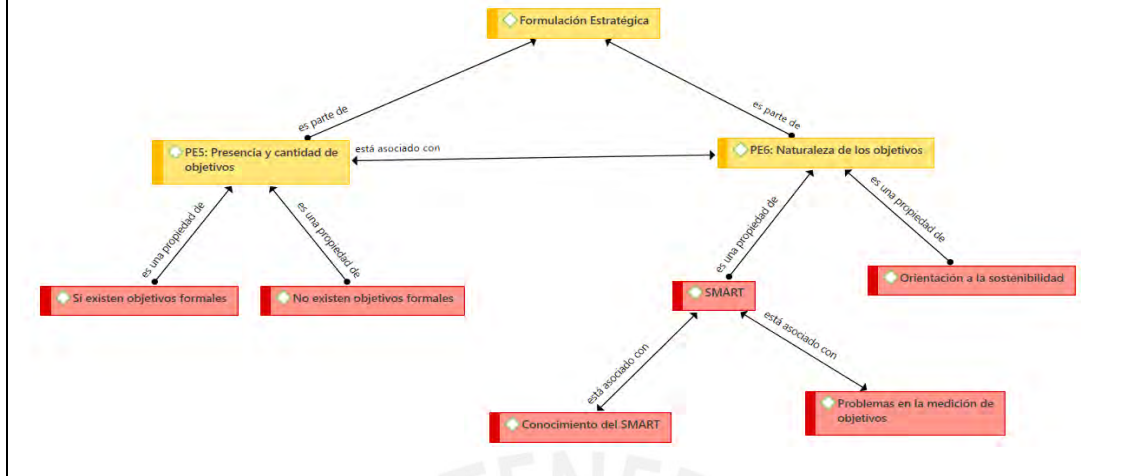 Formulación Estratégica
es parte de
es parte de
PE5: Presencia y cantidad de
objetivos
está asociado con
PE6: Naturaleza de los objetivos
es una propiedad de
es una propiedad de
es una propiedad de
es una propiedad de
Si existen objetivos formales
No existen objetivos formales
SMART
Orientación a la sostenibilidad
está asociado con
está asociado con
Conocimiento del SMART
Problemas en la medición de
objetivos